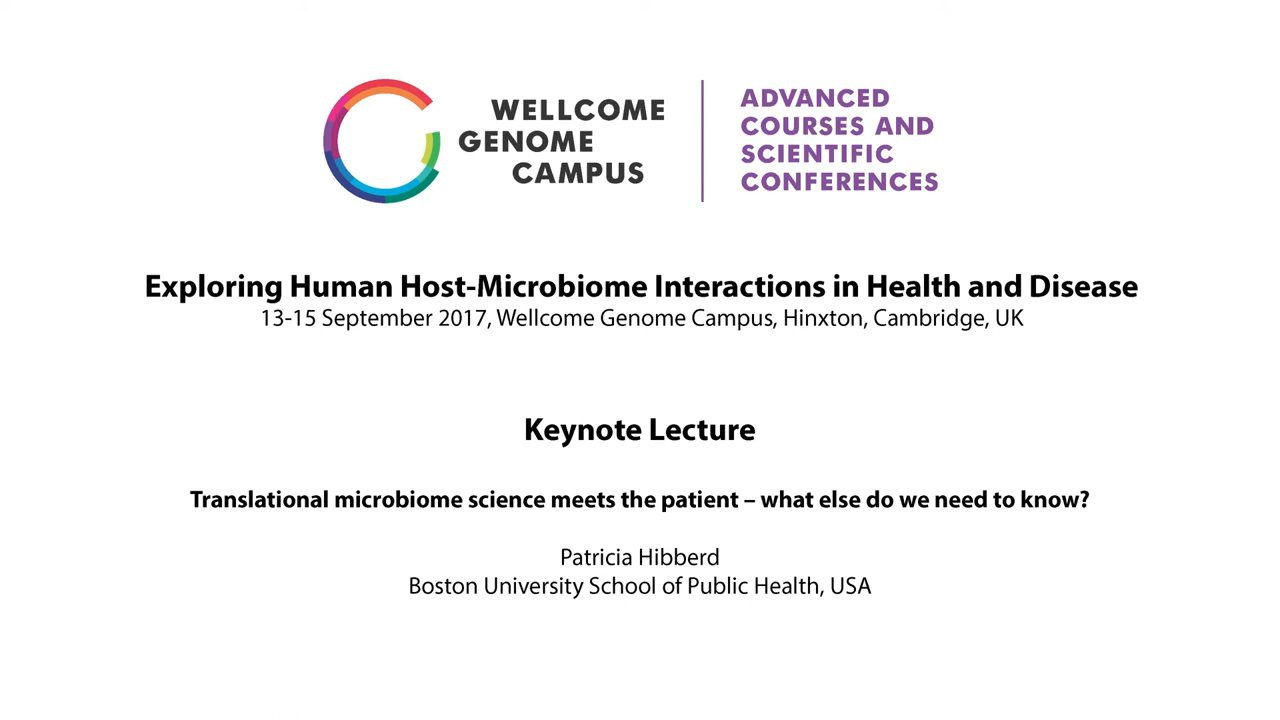 WELLCOME
GENOME
CAMPUS
ADVANCED
COURSES AND
SCIENTIFIC
CONFERENCES
Exploring Human Host-Microbiome Interactions in Health and Disease
13-15 September 2017, Wellcome Genome Campus, Hinxton, Cambridge, UK
Keynote Lecture
Translational microbiome science meets the patient – what else do we need to know?
Patricia Hibberd
Boston University School of Public Health, USA